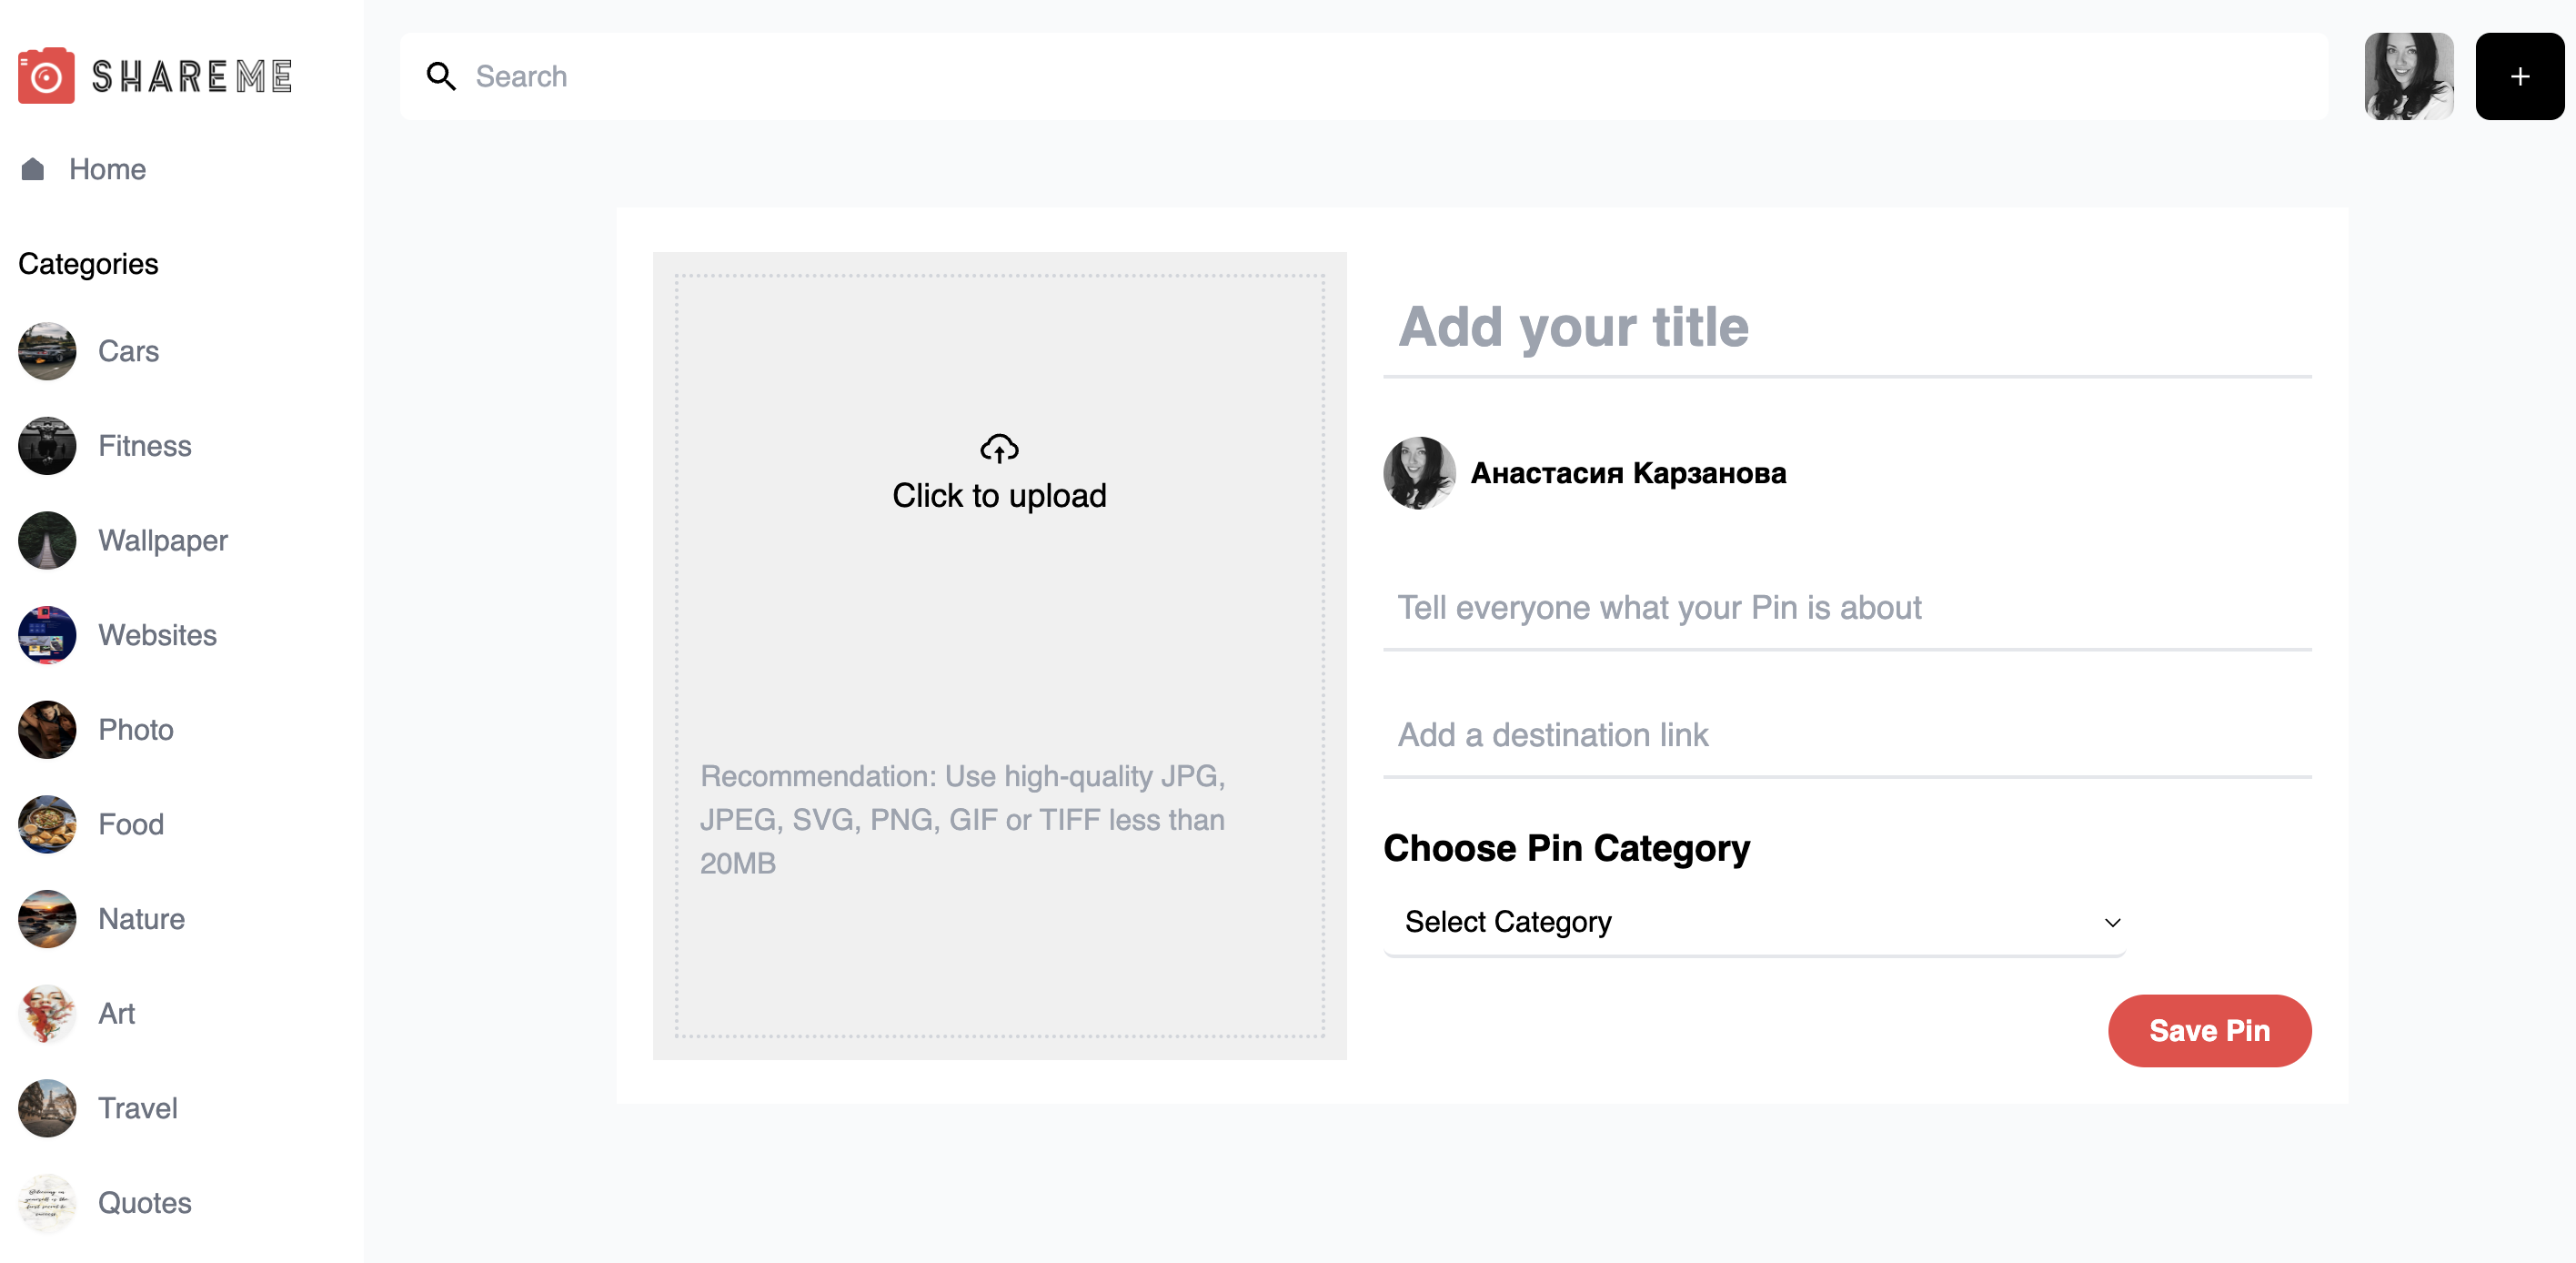 SHAREME
Home
Categories
Cars
Fitness
Wallpaper
Websites
Photo
Food
Nature
Art
Travel
Quotes
Search
+
Click to upload
Recommendation: Use high-quality JPG,
JPEG, SVG, PNG, GIF or TIFF less than
20MB
Add your title
Анастасия Карзанова
Tell everyone what your Pin is about
Add a destination link
Choose Pin Category
Select Category
Save Pin